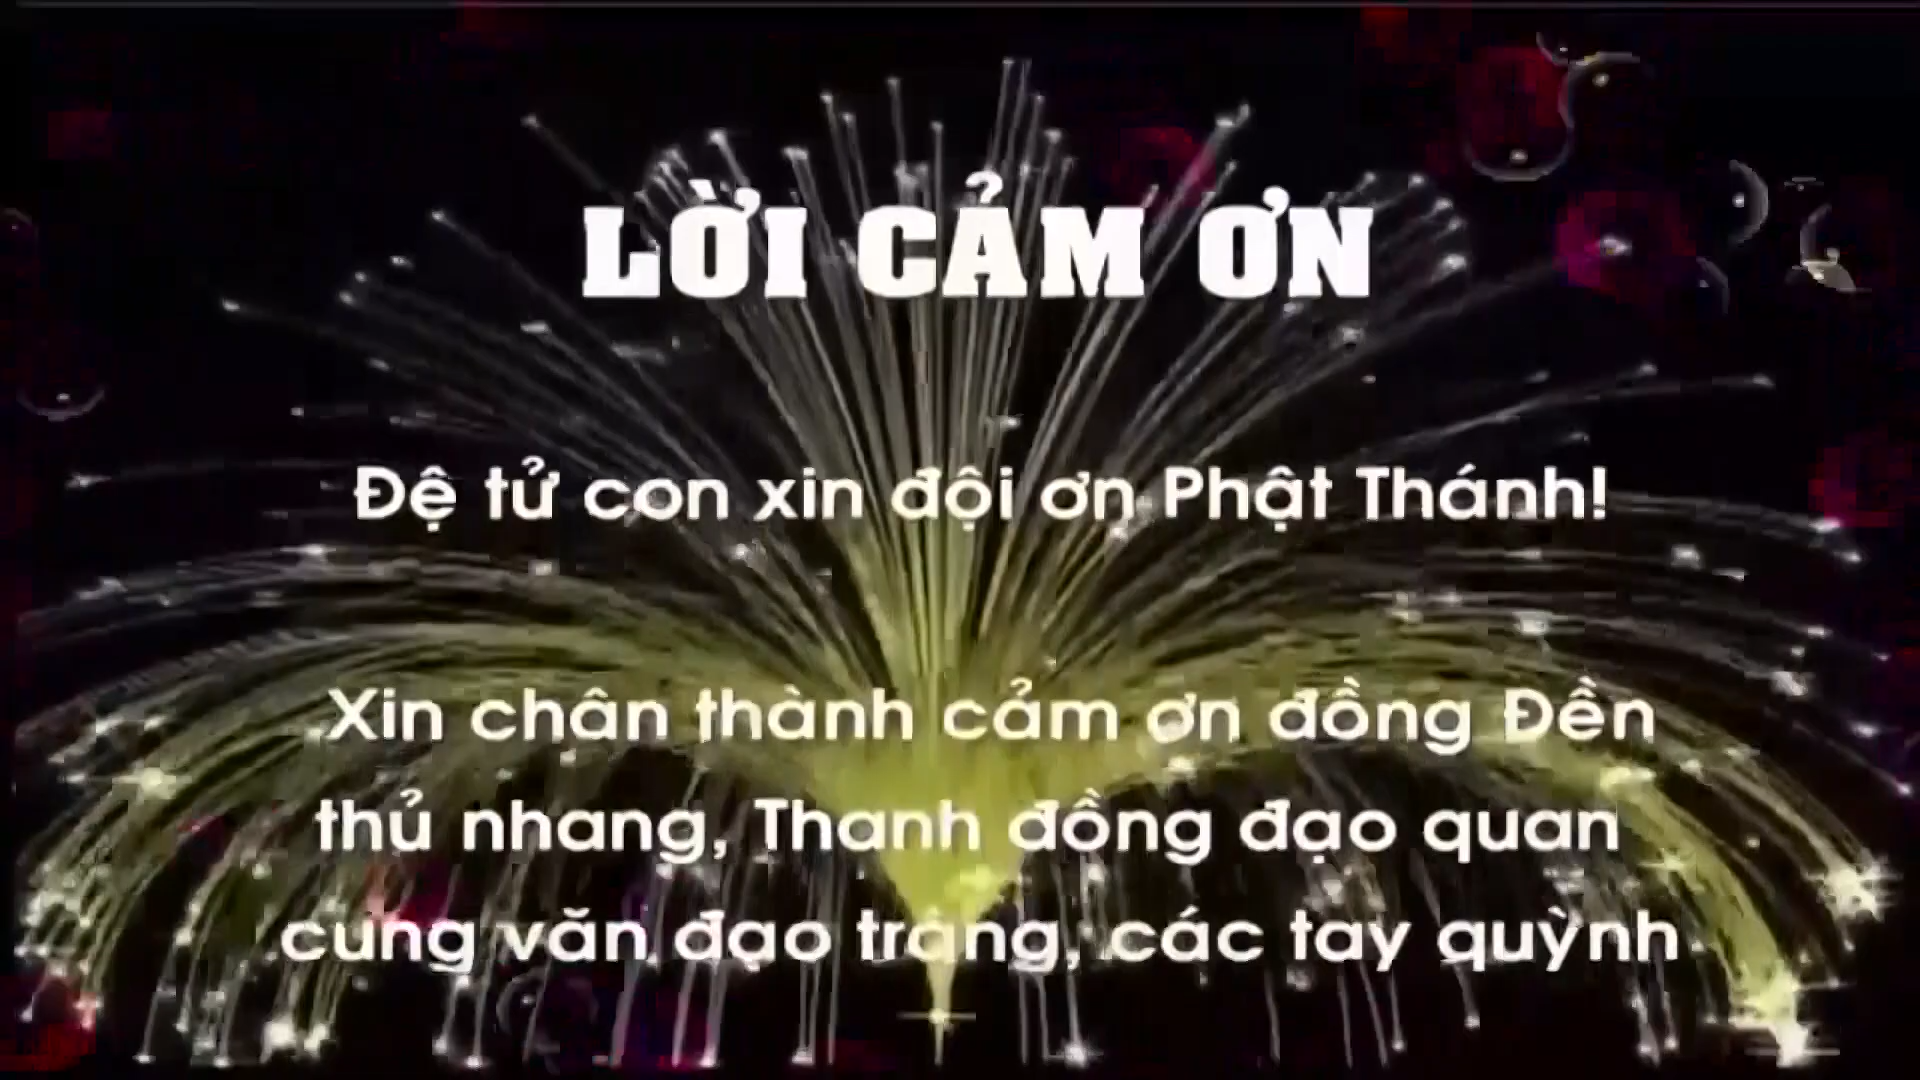 LỜI CẢM ƠN
Đệ tử con xin đội ơn Phật Thánh!
Xin chân thành cảm ơn đồng Đền
thủ nhang, Thanh đồng đạo quan
cung văn đạo tràng, các tay quỳnh